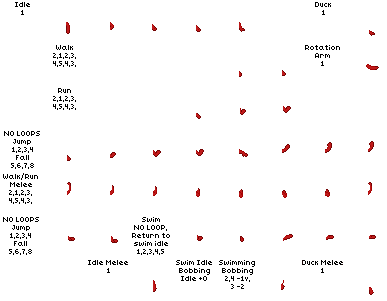 Idle
1
Duck
1
Walk
2,1,2,3,
4,5,4,3,
Rotation
Arm
1
Run
2,1,2,3,
4,5,4,3,
NO LOOPS
Jump
1,2,3,4
Fall
5,6,7,8
Walk/Run
Melee
2,1,2,3,
4,5,4,3,
NO LOOPS
Jump
1,2,3,4
Fall
5,6,7,8
Swim
NO LOOP,
Return to
swim idle
1,2,3,4,5
Idle Melee
1
Swim Idle
Bobbing
Idle +0
Swimming
Bobbing
2,4 -1v,
3 -2
Duck Melee
1